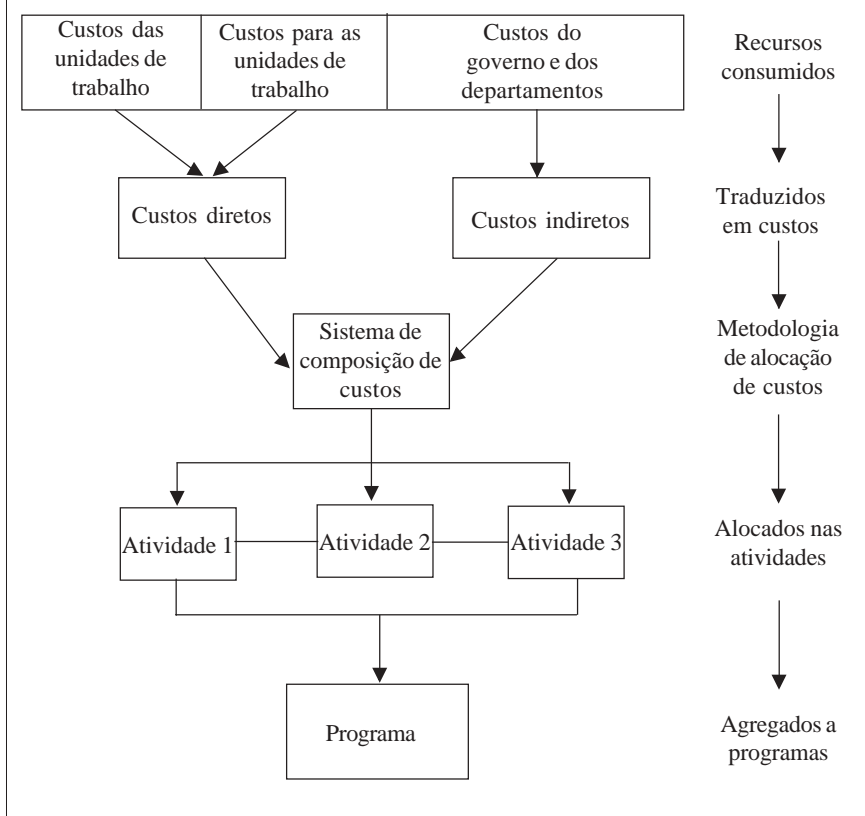 Custos das
unidades de
trabalho
Custos para as
unidades de
trabalho
Custos do
governo e dos
departamentos
Recursos
consumidos
Custos diretos
Custos indiretos
Traduzidos
em custos
Sistema de
composição de
custos
Metodologia
de alocação
de custos
Atividade 1
Atividade 2
Atividade 3
Alocados nas
atividades
Programa
Agregados a
programas